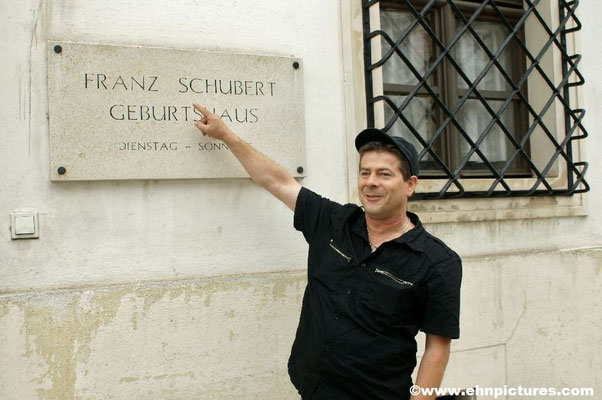 FRANZ SCHUBERT
GEBURTSHAUS
DIENSTAG –
©www.ehnpictures.com